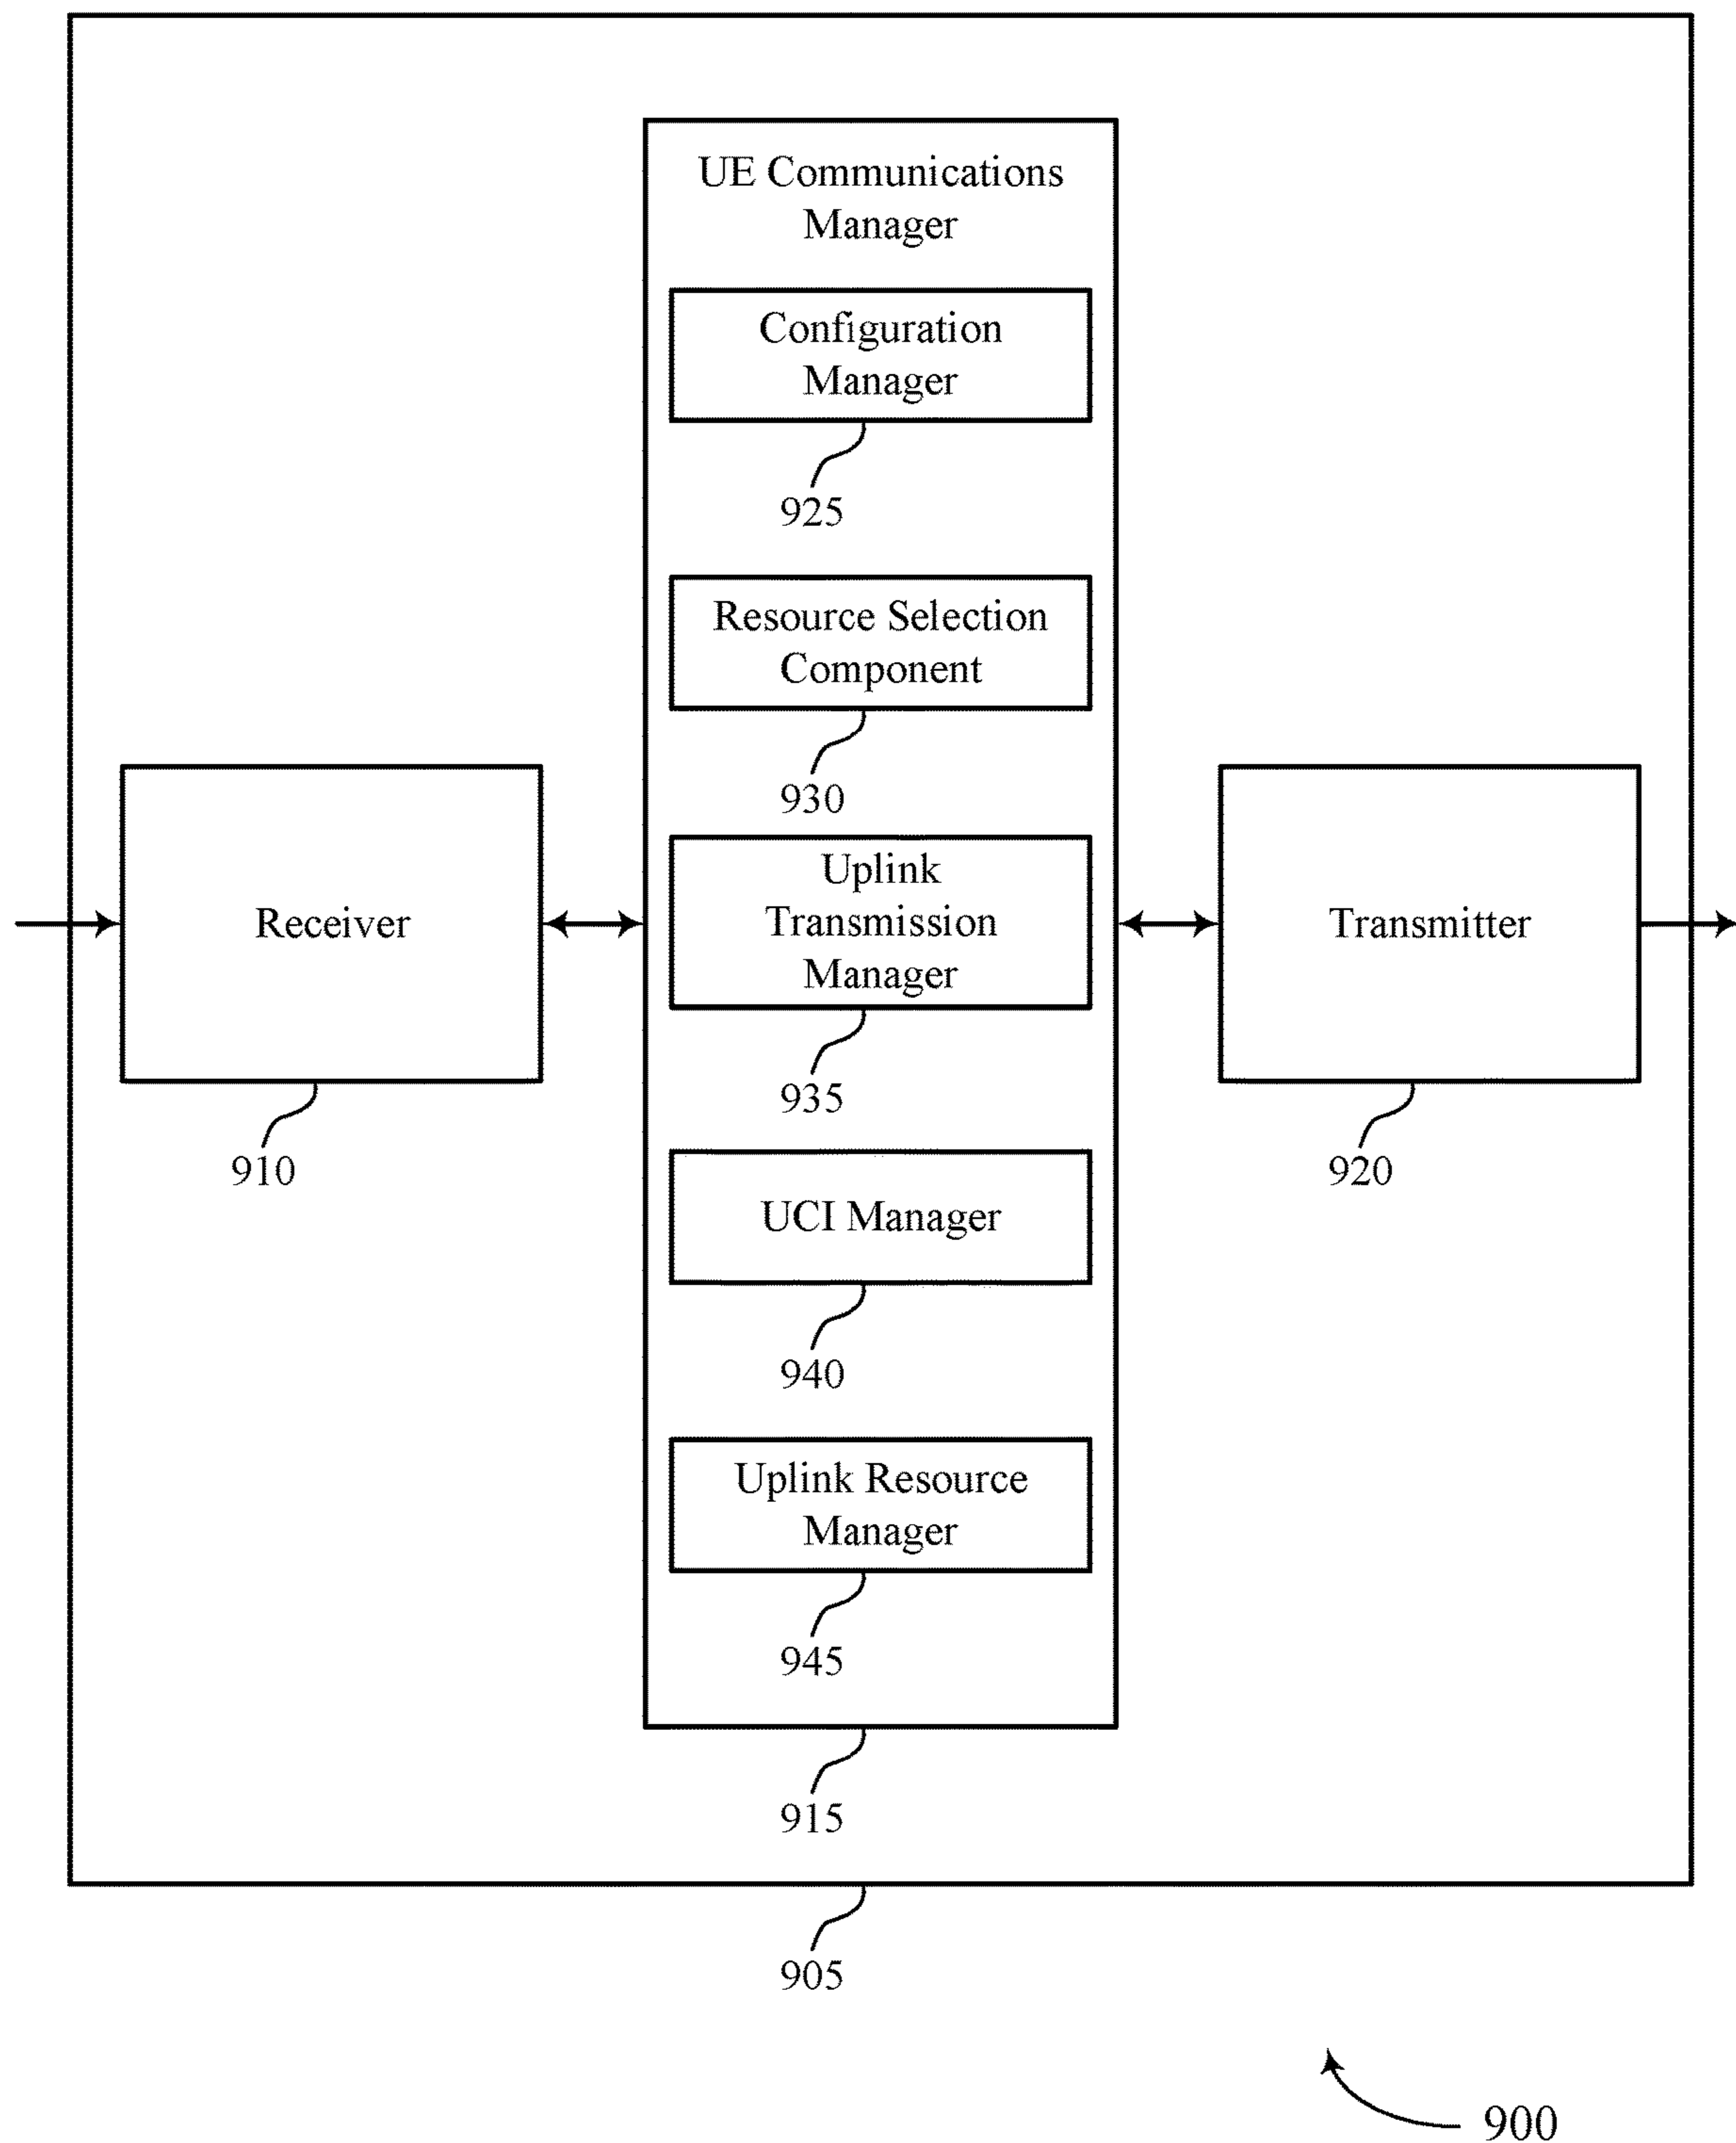 UE Communications
Manager
Configuration
Manager
925
Resource Selection
Component
930
Receiver
910
Uplink
Transmission
Manager
935
Transmitter
920
UCI Manager
940
Uplink Resource
Manager
945
915
905
900